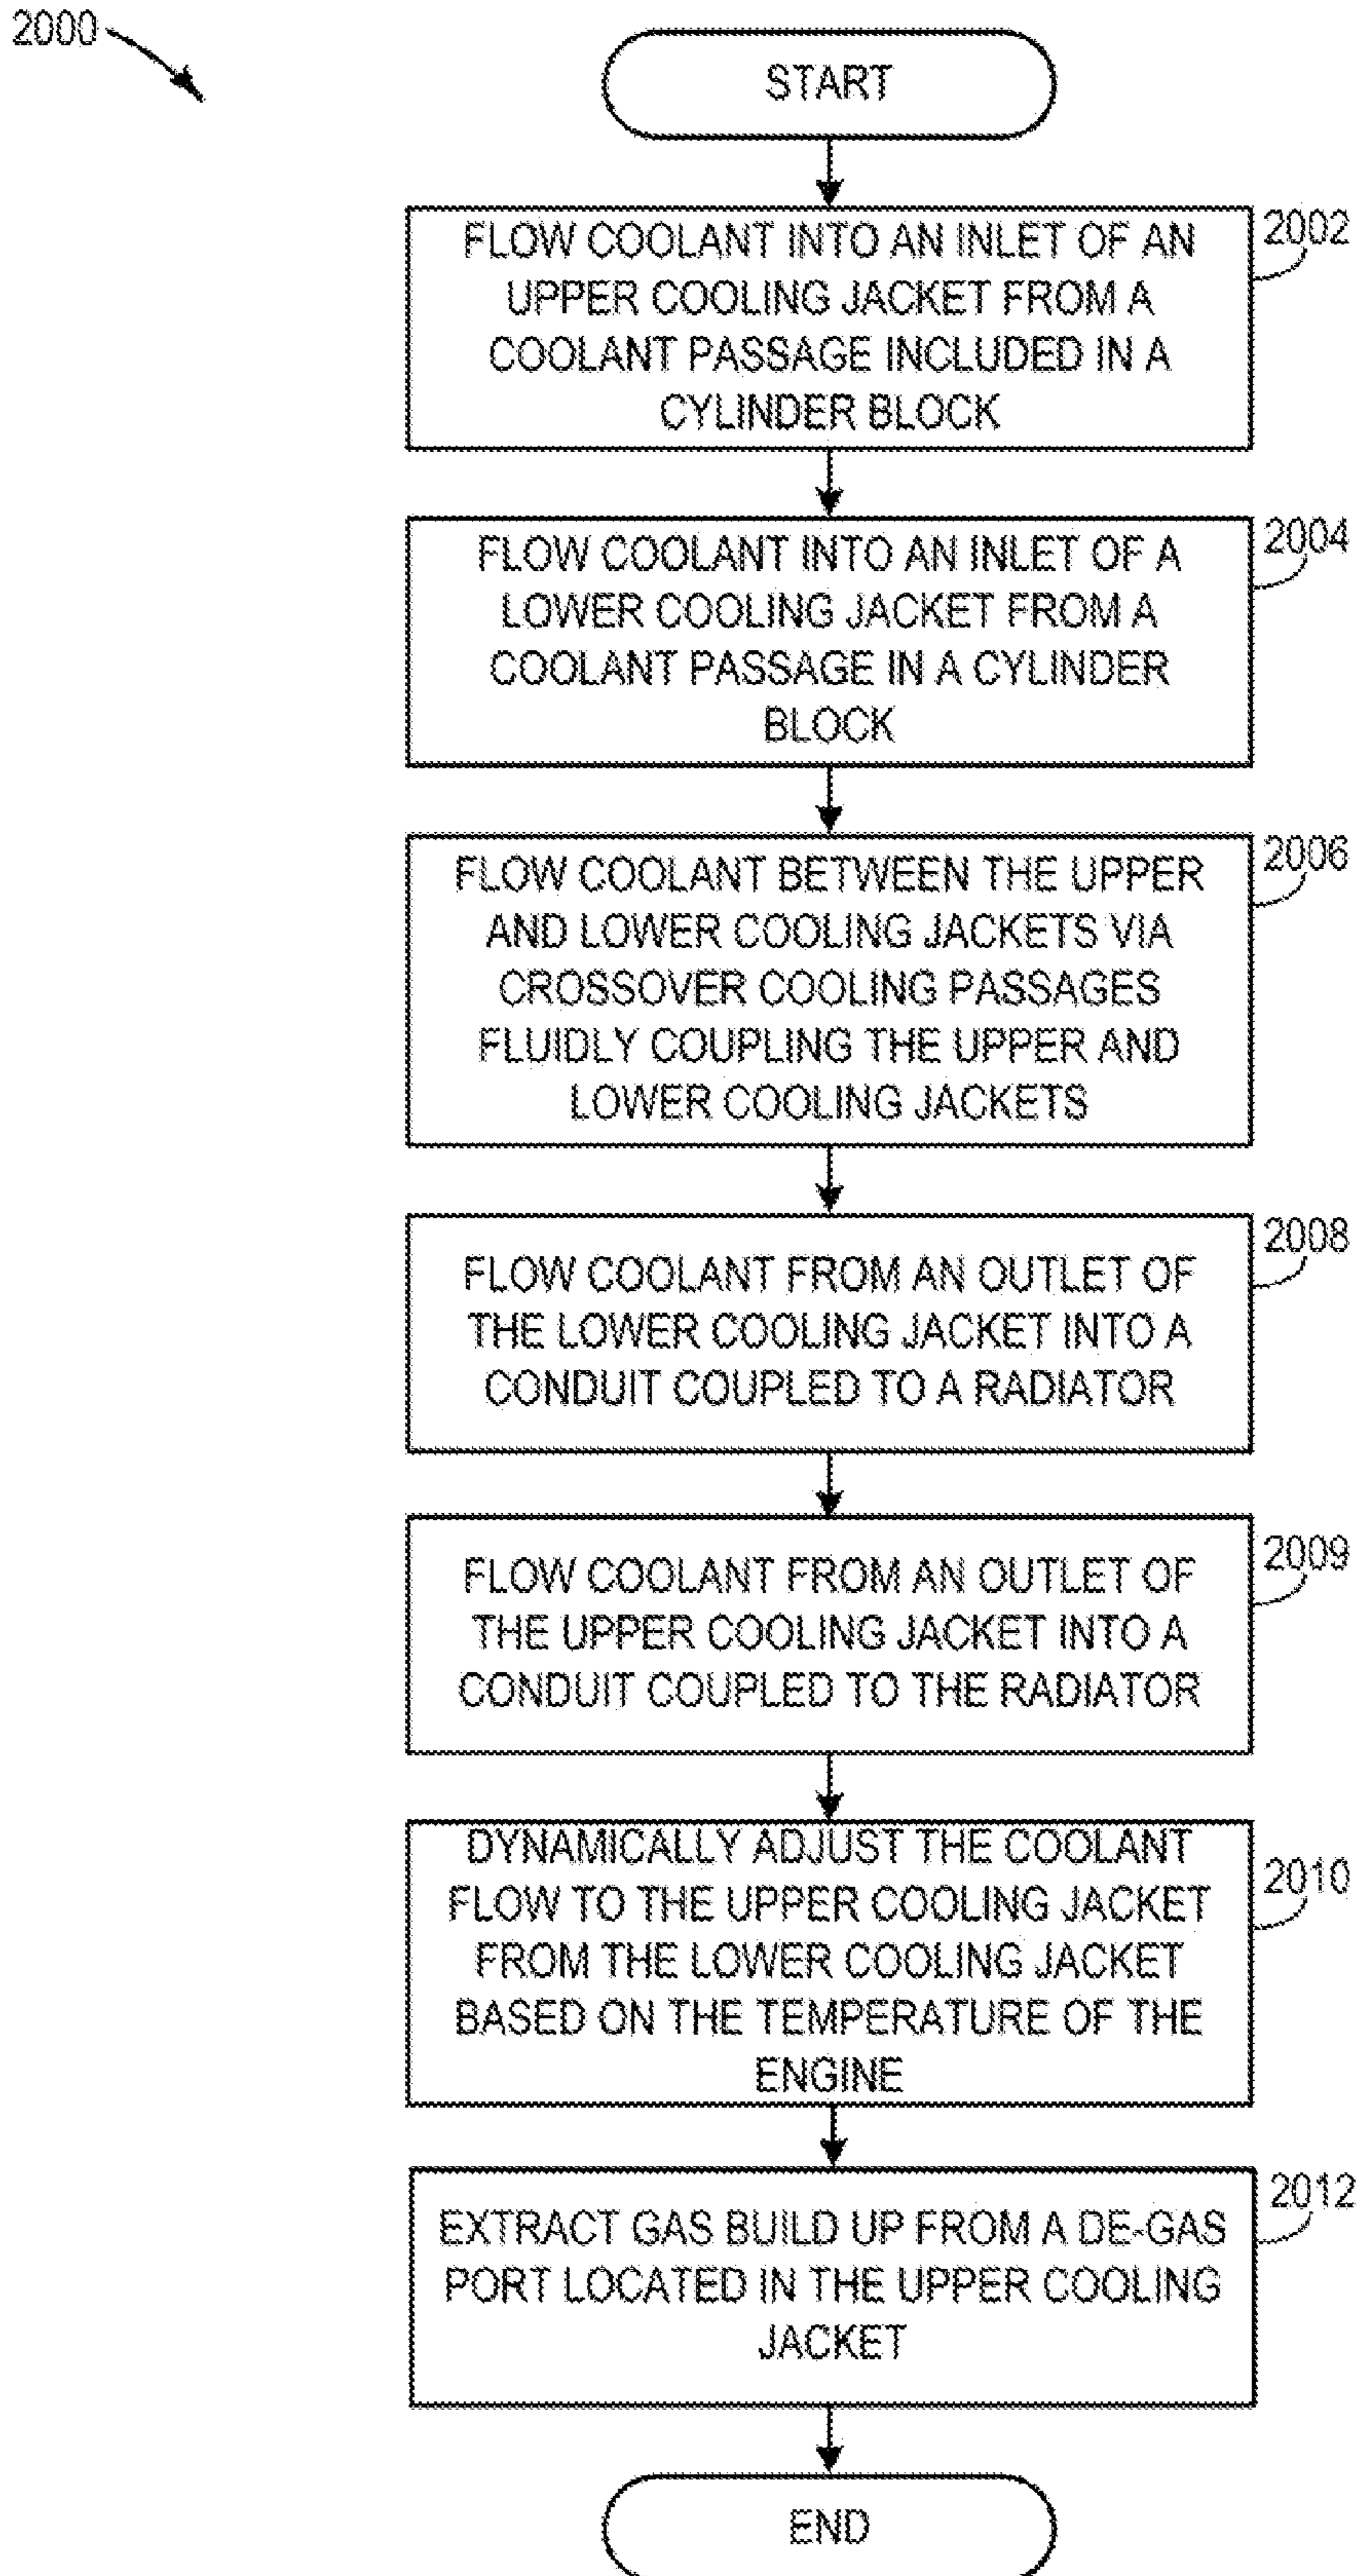 2000
START
FLOW COOLANT INTO AN INLET OF AN
UPPER COOLING JACKET FROM A
COOLANT PASSAGE INCLUDED IN A
CYLINDER BLOCK
2002
FLOW COOLANT INTO AN INLET OF A
LOWER COOLING JACKET FROM A
COOLANT PASSAGE IN A CYLINDER
BLOCK
2004
FLOW COOLANT BETWEEN THE UPPER
AND LOWER COOLING JACKETS VIA
CROSSOVER COOLING PASSAGES
FLUIDLY COUPLING THE UPPER AND
LOWER COOLING JACKETS
2006
FLOW COOLANT FROM AN OUTLET OF
THE LOWER COOLING JACKET INTO A
CONDUIT COUPLED TO A RADIATOR
2008
FLOW COOLANT FROM AN OUTLET OF
THE UPPER COOLING JACKET INTO A
CONDUIT COUPLED TO THE RADIATOR
2009
DYNAMICALLY ADJUST THE COOLANT
FLOW TO THE UPPER COOLING JACKET
FROM THE LOWER COOLING JACKET
BASED ON THE TEMPERATURE OF THE
ENGINE
2010
EXTRACT GAS BUILD UP FROM A DE-GAS
PORT LOCATED IN THE UPPER COOLING
JACKET
2012
END